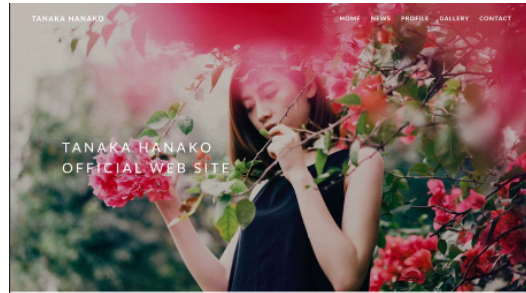 TANAKA HANAKO
HOME NEWS PROFILE GALLERY CONTACT
TANAKA HANAKO
OFFICIAL WEB SITE